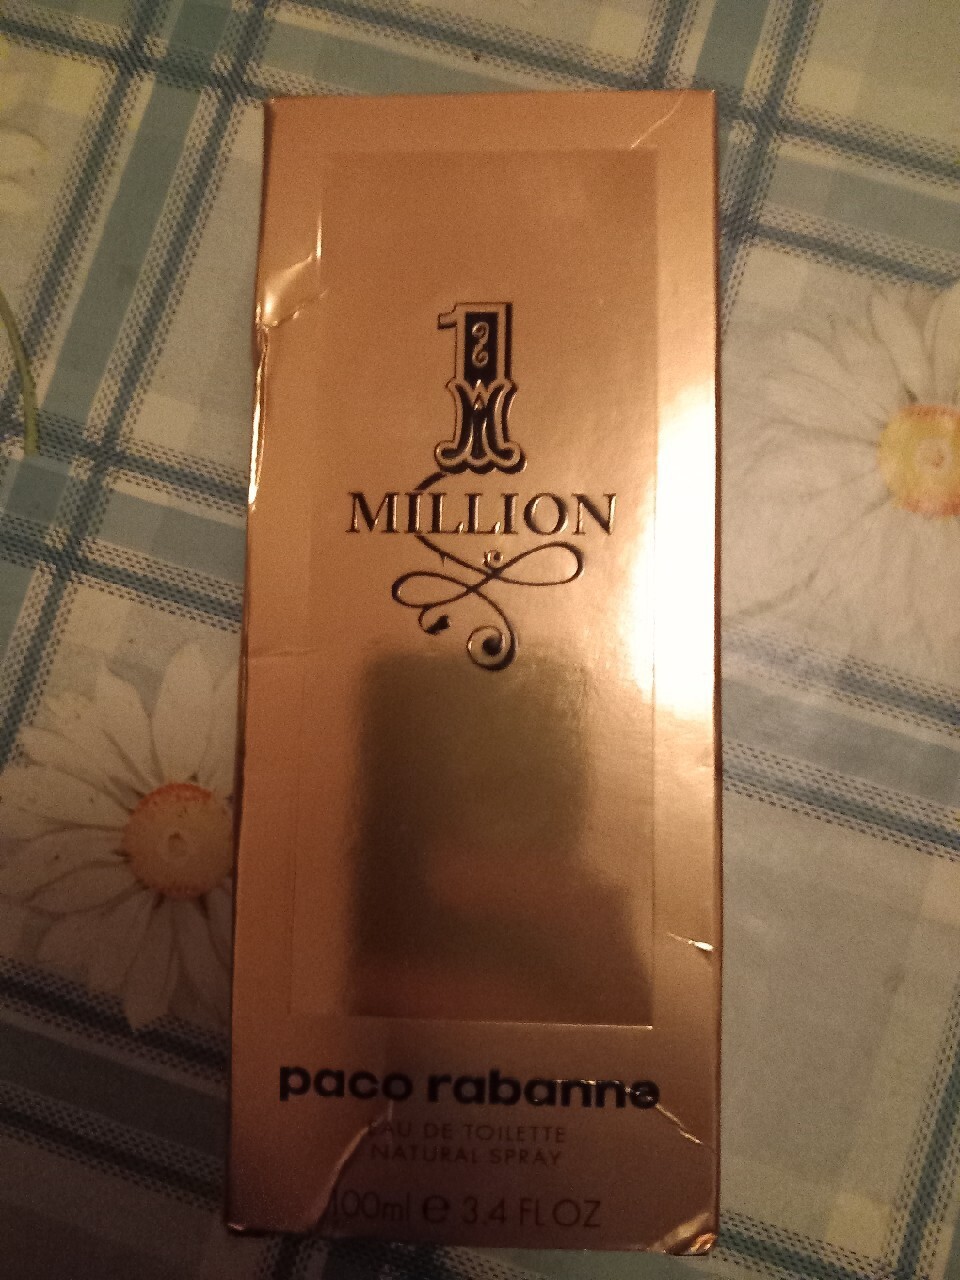 1
MILLION
paco rabanne
EAU DE TOILETTE
NATURAL SPRAY
100ml e 3.4 FL OZ